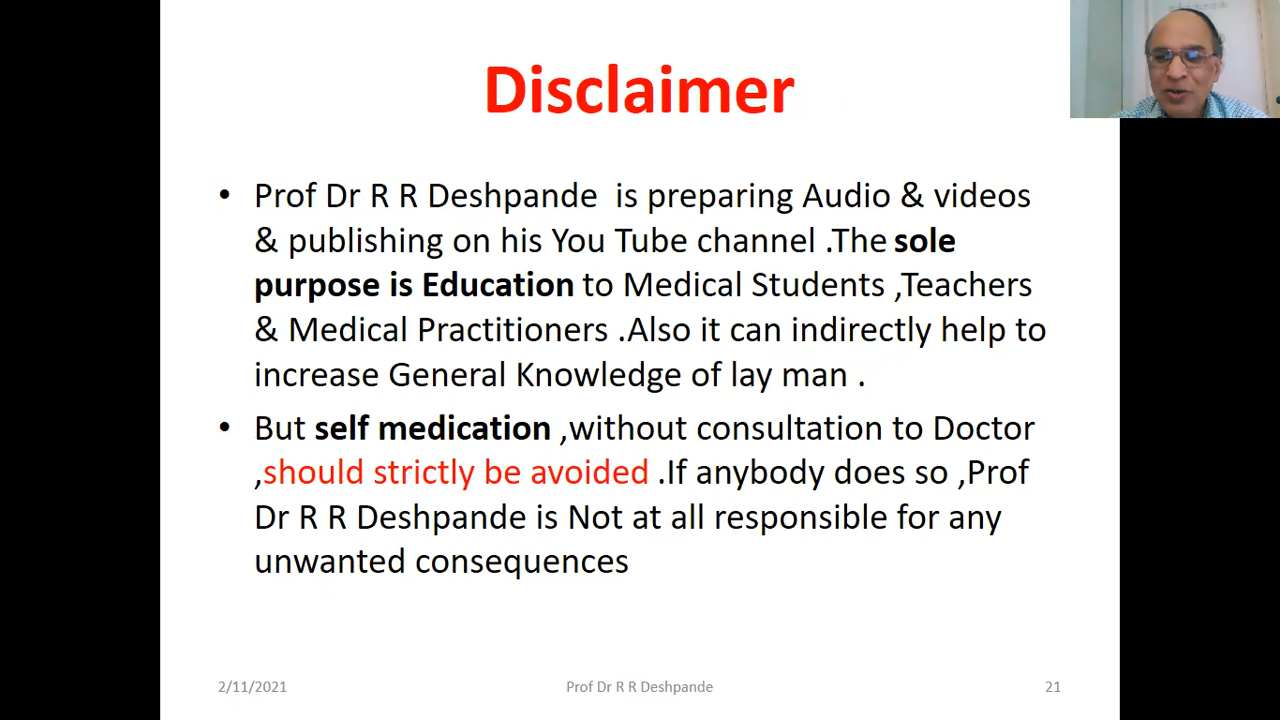 Disclaimer
• Prof Dr R R Deshpande is preparing Audio & videos
& publishing on his You Tube channel .The sole
purpose is Education to Medical Students ,Teachers
& Medical Practitioners .Also it can indirectly help to
increase General Knowledge of lay man .
• But self medication ,without consultation to Doctor
,should strictly be avoided .If anybody does so ,Prof
Dr R R Deshpande is Not at all responsible for any
unwanted consequences
2/11/2021
Prof Dr R R Deshpande
21